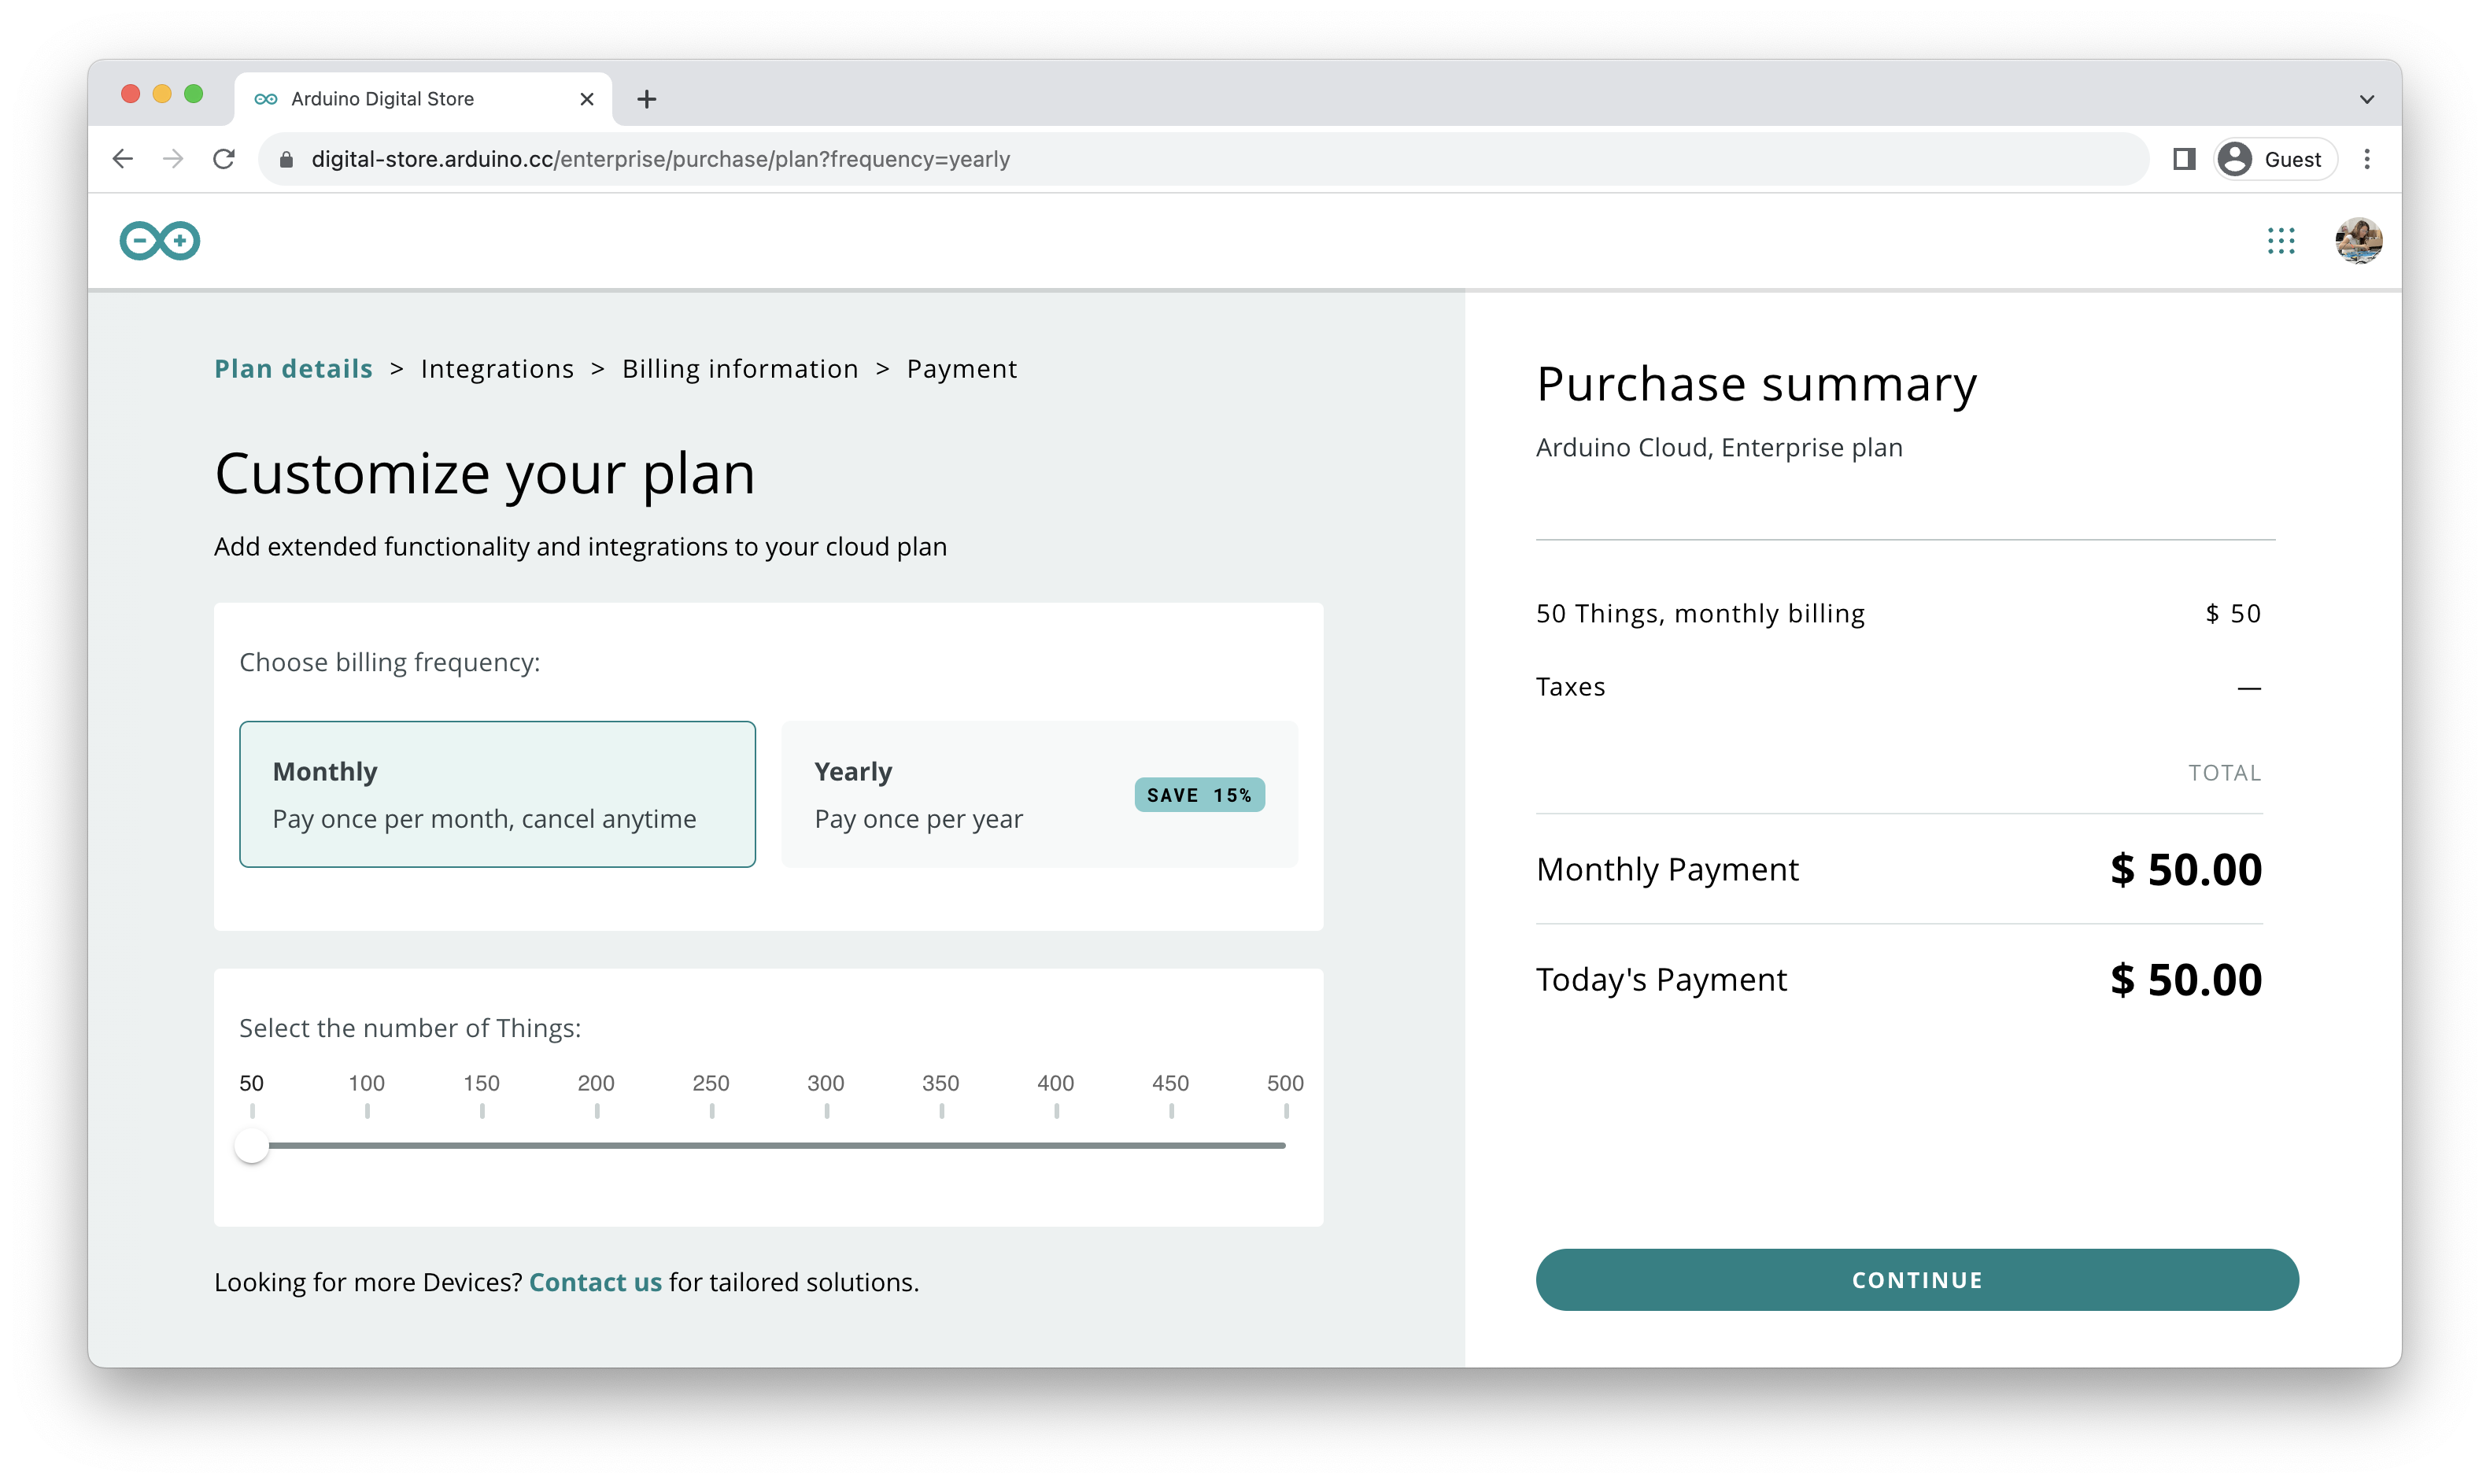 Arduino Digital Store
digital-store.arduino.cc/enterprise/purchase/plan?frequency=yearly
Guest
Plan details > Integrations > Billing information > Payment
Customize your plan
Add extended functionality and integrations to your cloud plan
Choose billing frequency:
Monthly
Pay once per month, cancel anytime
Yearly
Pay once per year
SAVE 15%
Select the number of Things:
50 100 150 200 250 300 350 400 450 500
Looking for more Devices? Contact us for tailored solutions.
Purchase summary
Arduino Cloud, Enterprise plan
50 Things, monthly billing $ 50
Taxes —
TOTAL
Monthly Payment $ 50.00
Today's Payment $ 50.00
CONTINUE